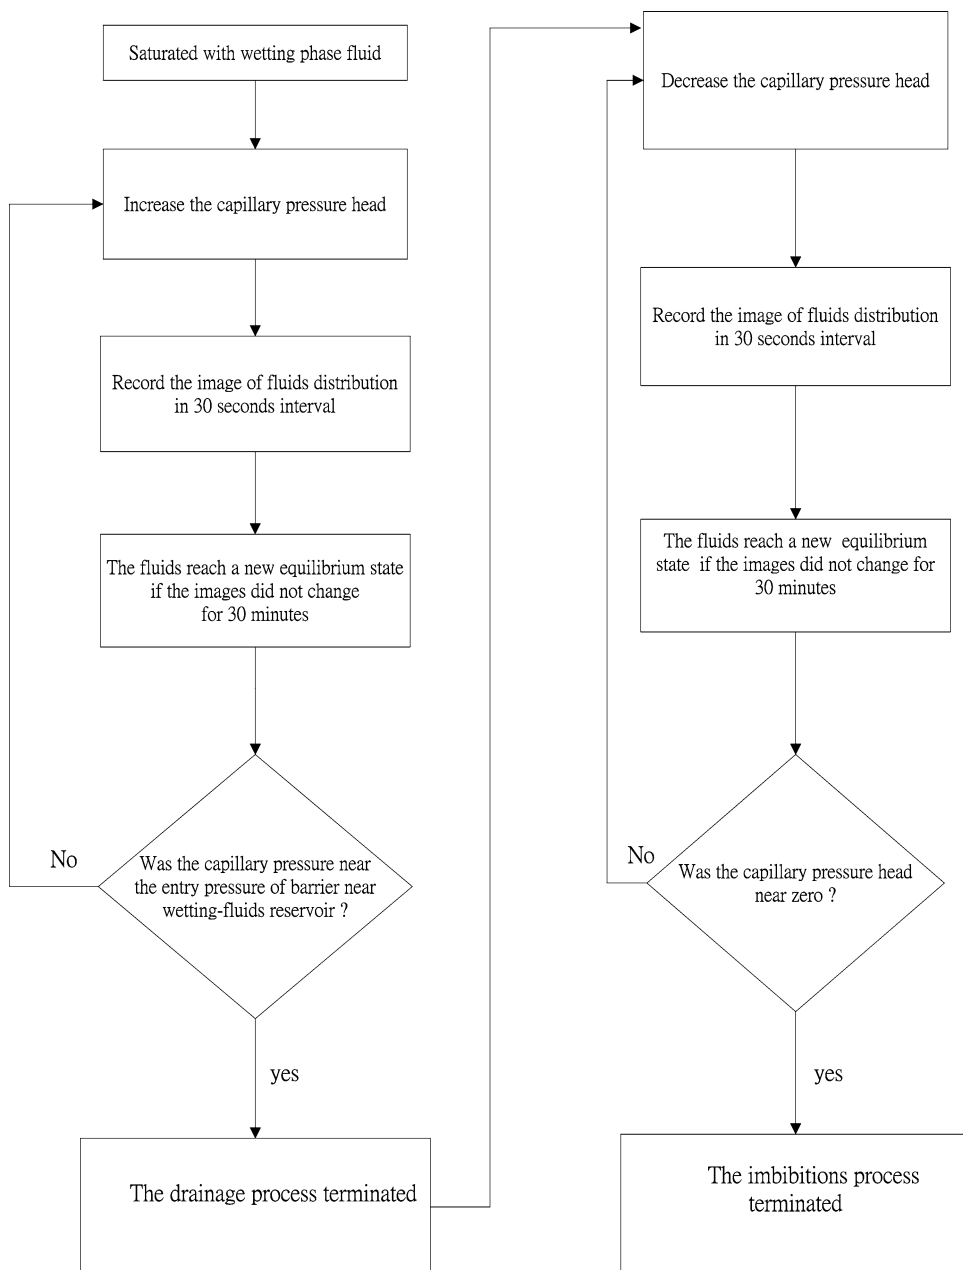 Saturated with wetting phase fluid
Increase the capillary pressure head
Record the image of fluids distribution
in 30 seconds interval
The fluids reach a new equilibrium state
if the images did not change
for 30 minutes
No
Was the capillary pressure near
the entry pressure of barrier near
wetting-fluids reservoir ?
yes
The drainage process terminated
Decrease the capillary pressure head
Record the image of fluids distribution
in 30 seconds interval
The fluids reach a new equilibrium
state if the images did not change for
30 minutes
No
Was the capillary pressure head
near zero ?
yes
The imbibitions process
terminated